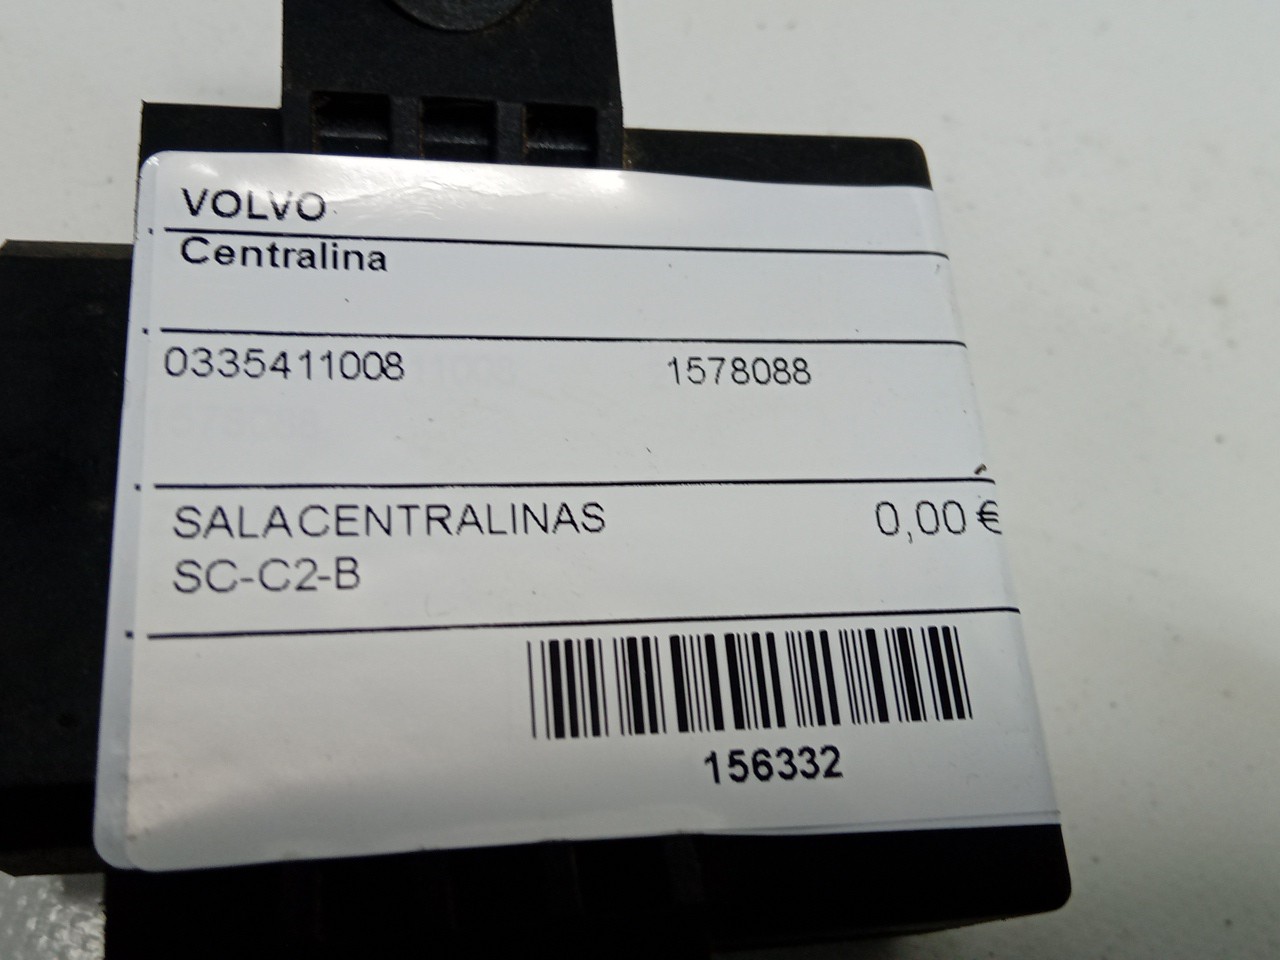 VOLVO
Centralina
0335411008 1578088
SALACENTRALINAS 0,00 €
SC-C2-B
156332